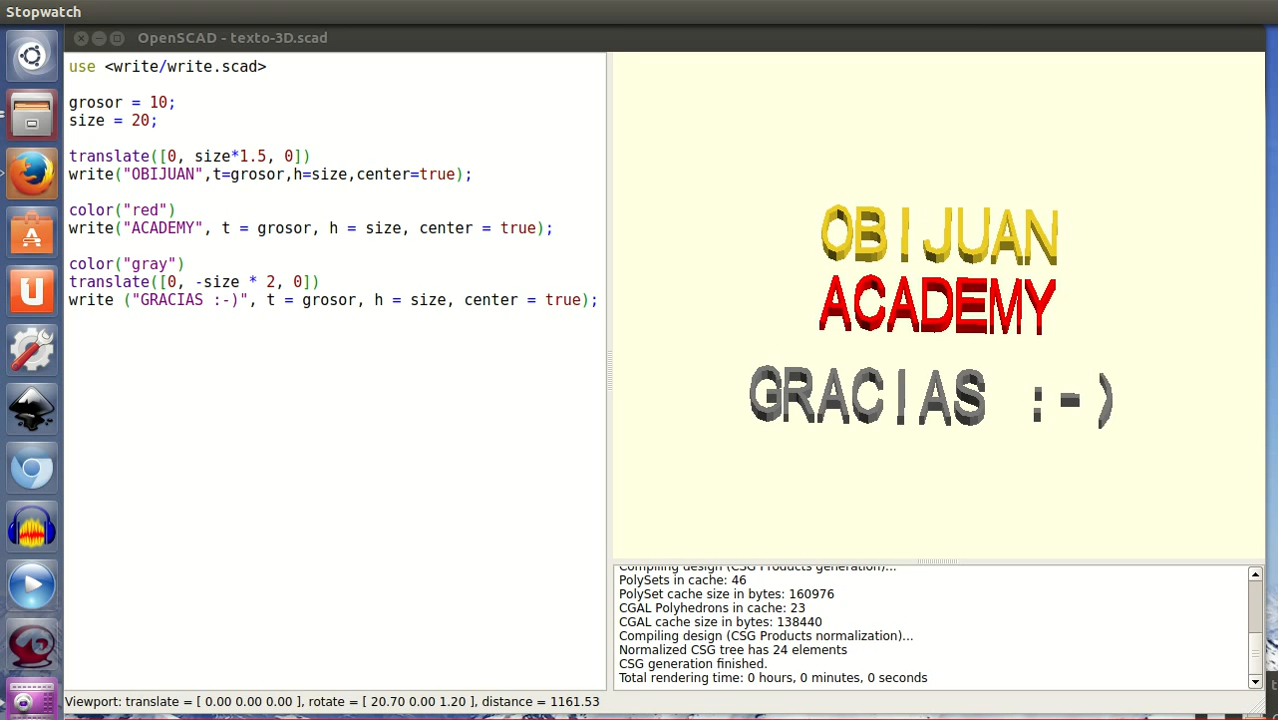 Stopwatch
OpenSCAD - texto-3D.scad
use <write/write.scad>
grosor = 10;
size = 20;
translate([0, size*1.5, 0])
write("OBIJUAN",t=grosor,h=size,center=true);
color("red")
write("ACADEMY", t = grosor, h = size, center = true);
color("gray")
translate([0, -size * 2, 0])
write ("GRACIAS :-)", t = grosor, h = size, center = true);
OBIJUAN
ACADEMY
GRACIAS :-)
Compiling design (CSG Products generation)...
PolySets in cache: 46
PolySet cache size in bytes: 160976
CGAL Polyhedrons in cache: 23
CGAL cache size in bytes: 138440
Compiling design (CSG Products normalization)...
Normalized CSG tree has 24 elements
CSG generation finished.
Total rendering time: 0 hours, 0 minutes, 0 seconds
Viewport: translate = [ 0.00 0.00 0.00 ], rotate = [ 20.70 0.00 1.20 ], distance = 1161.53